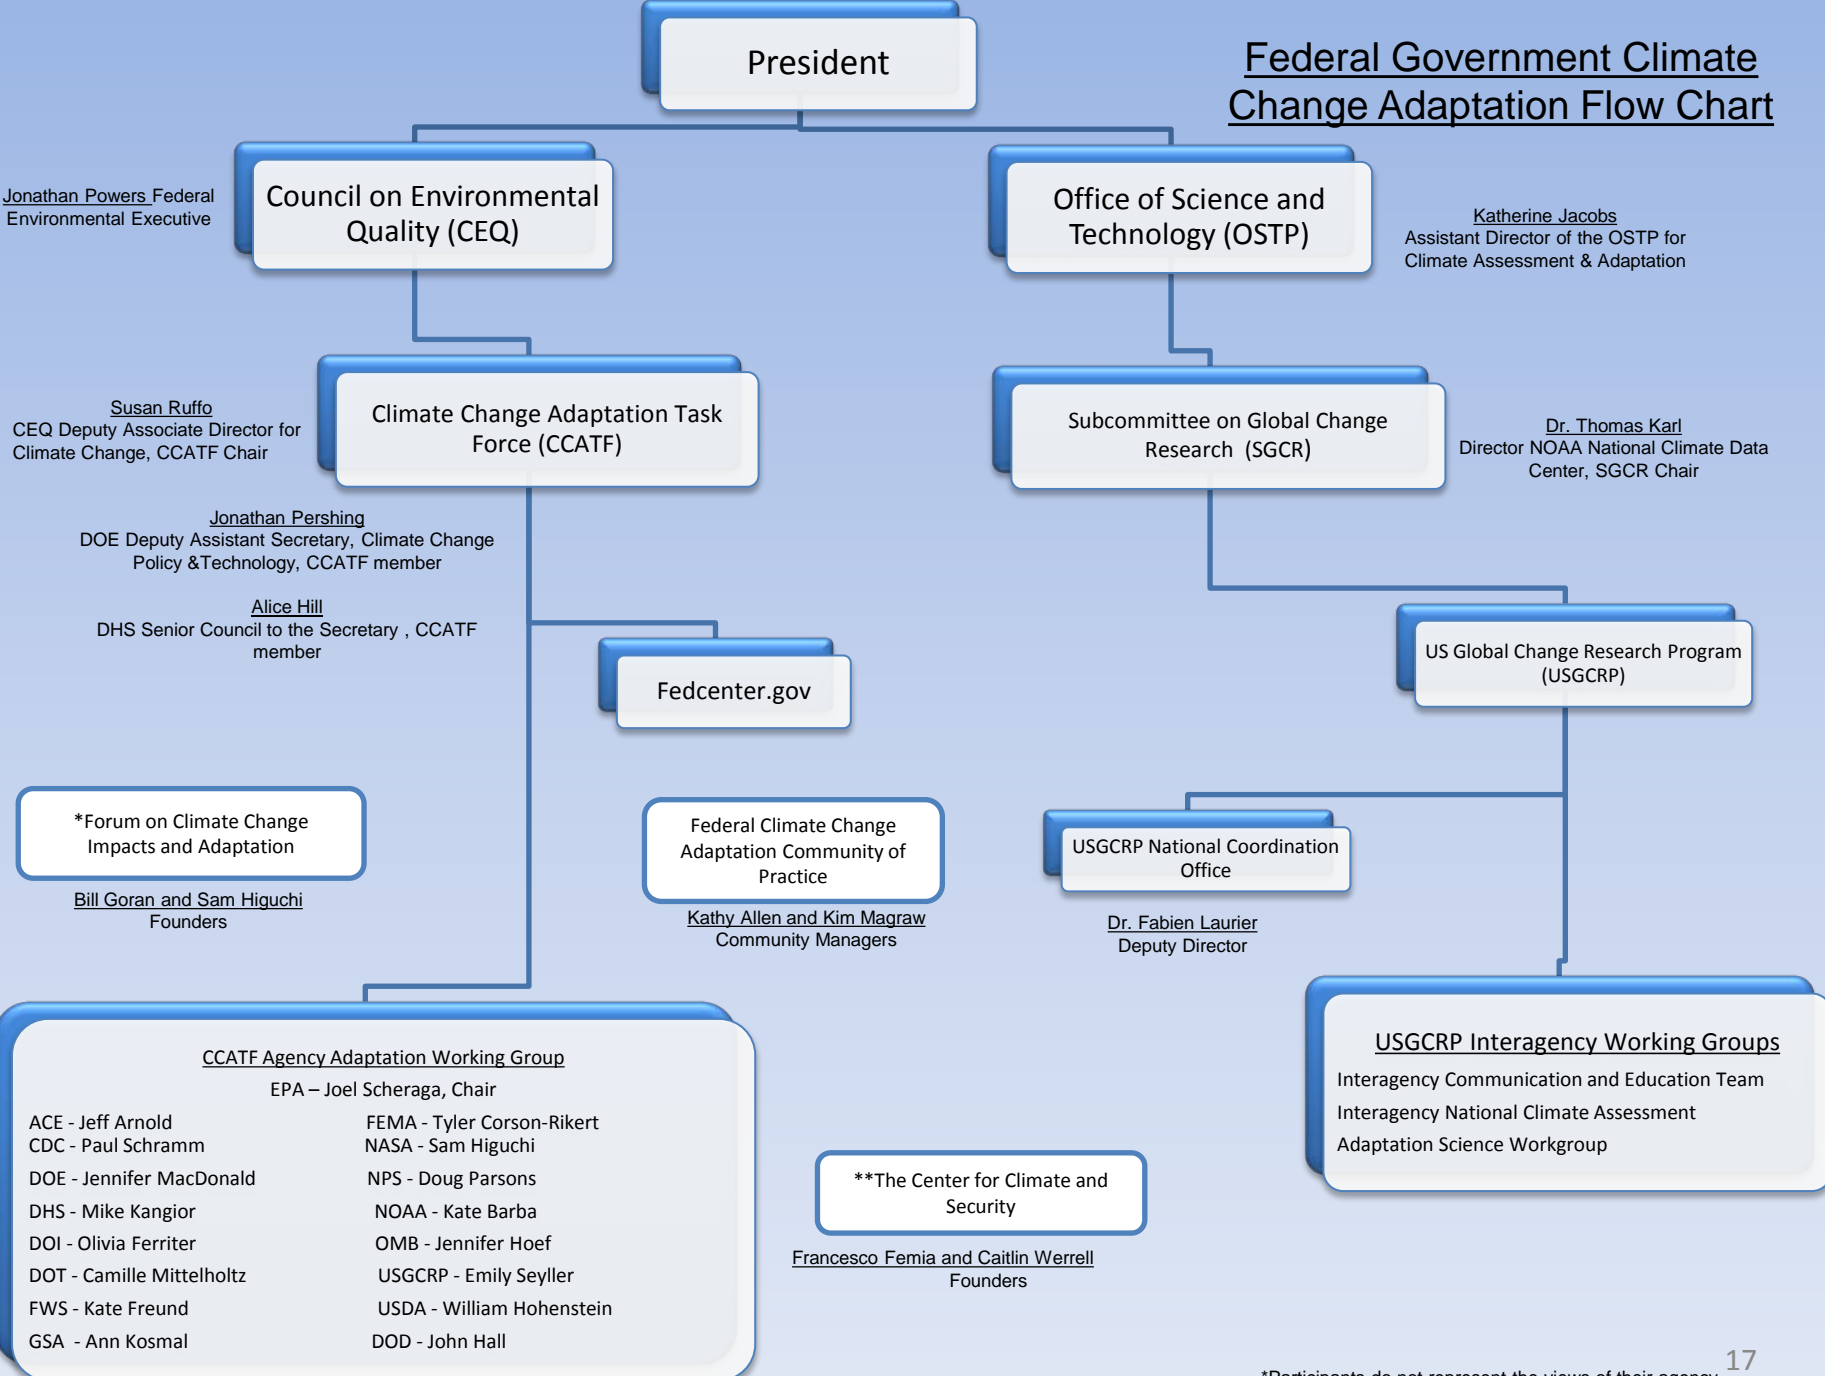 President
Federal Government Climate
Change Adaptation Flow Chart
Jonathan Powers Federal
Environmental Executive
Council on Environmental
Quality (CEQ)
Office of Science and
Technology (OSTP)
Katherine Jacobs
Assistant Director of the OSTP for
Climate Assessment & Adaptation
Susan Ruffo
CEQ Deputy Associate Director for
Climate Change, CCATF Chair
Climate Change Adaptation Task
Force (CCATF)
Subcommittee on Global Change
Research (SGCR)
Dr. Thomas Karl
Director NOAA National Climate Data
Center, SGCR Chair
Jonathan Pershing
DOE Deputy Assistant Secretary, Climate Change
Policy &Technology, CCATF member
Alice Hill
DHS Senior Council to the Secretary , CCATF
member
Fedcenter.gov
US Global Change Research Program
(USGCRP)
*Forum on Climate Change
Impacts and Adaptation
Bill Goran and Sam Higuchi
Founders
Federal Climate Change
Adaptation Community of
Practice
Kathy Allen and Kim Magraw
Community Managers
USGCRP National Coordination
Office
Dr. Fabien Laurier
Deputy Director
CCATF Agency Adaptation Working Group
EPA – Joel Scheraga, Chair
ACE - Jeff Arnold FEMA - Tyler Corson-Rikert
CDC - Paul Schramm NASA - Sam Higuchi
DOE - Jennifer MacDonald NPS - Doug Parsons
DHS - Mike Kangior NOAA - Kate Barba
DOI - Olivia Ferriter OMB - Jennifer Hoef
DOT - Camille Mittelholtz USGCRP - Emily Seyller
FWS - Kate Freund USDA - William Hohenstein
GSA - Ann Kosmal DOD - John Hall
USGCRP Interagency Working Groups
Interagency Communication and Education Team
Interagency National Climate Assessment
Adaptation Science Workgroup
**The Center for Climate and
Security
Francesco Femia and Caitlin Werrell
Founders
17
*Participants do not represent the views of their agency